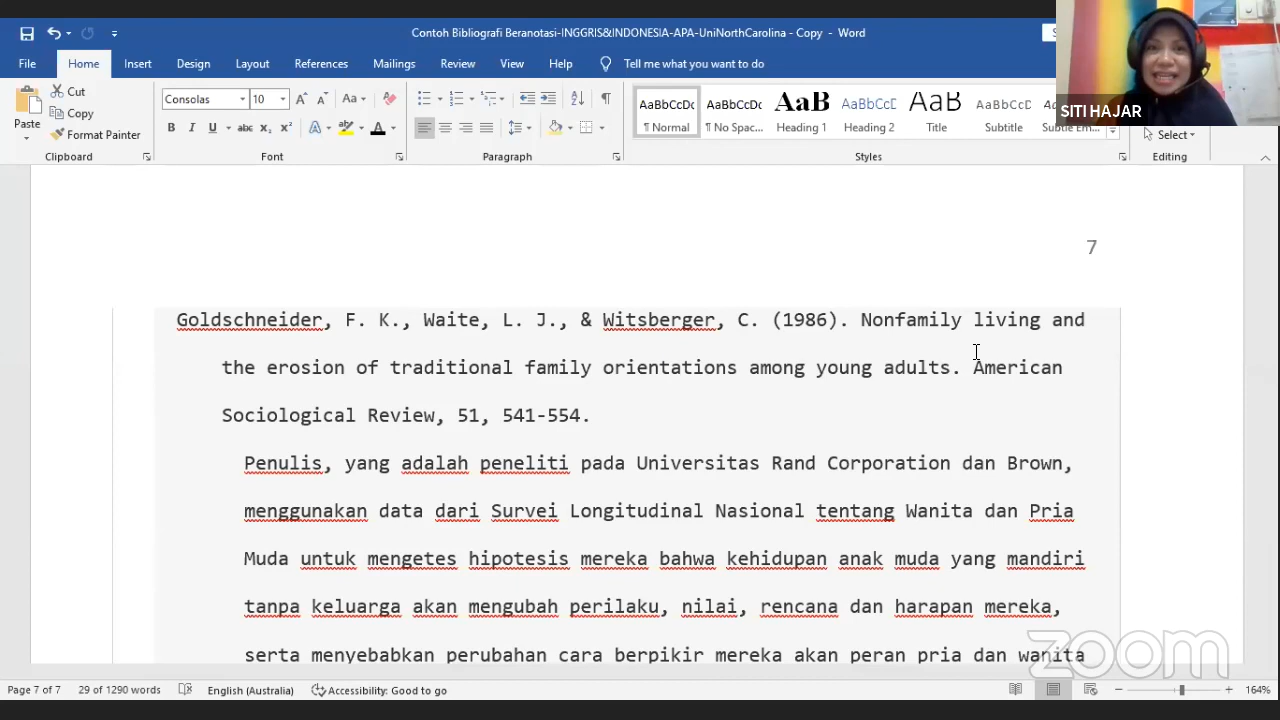 Contoh Bibliografi Beranotasi-INGGRIS&INDONESIA-APA-UniNorthCarolina - Copy - Word
File Home Insert Design Layout References Mailings Review View Help Tell me what you want to do
SITI HAJAR
Paste Cut Copy Format Painter
Clipboard
Consolas 10 Aa
B I U abc x₂ x² A ab A
Font
Paragraph
AaBbCcDc AaBbCcDc AaB AaBbCcD AaB AaBbCcD
¶ Normal ¶ No Spac... Heading 1 Heading 2 Title Subtitle Subtle Em...
Styles
Select
Editing
7
Goldschneider, F. K., Waite, L. J., & Witsberger, C. (1986). Nonfamily living and
the erosion of traditional family orientations among young adults. American
Sociological Review, 51, 541-554.
Penulis, yang adalah peneliti pada Universitas Rand Corporation dan Brown,
menggunakan data dari Survei Longitudinal Nasional tentang Wanita dan Pria
Muda untuk mengetes hipotesis mereka bahwa kehidupan anak muda yang mandiri
tanpa keluarga akan mengubah perilaku, nilai, rencana dan harapan mereka,
serta menyebabkan perubahan cara berpikir mereka akan peran pria dan wanita
zoom
Page 7 of 7 29 of 1290 words English (Australia) Accessibility: Good to go 164%